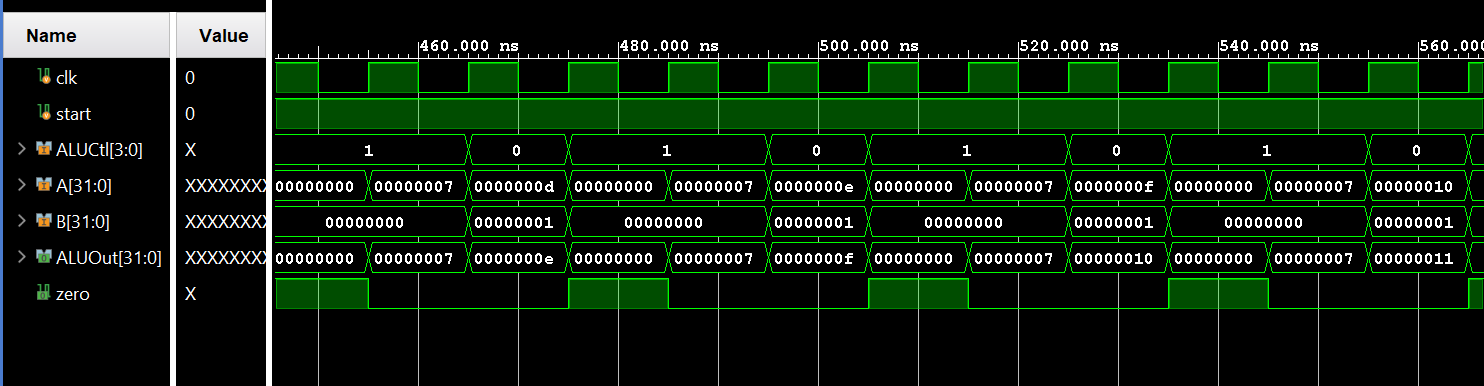 Name Value
460.000 ns 480.000 ns 500.000 ns 520.000 ns 540.000 ns 560.00
clk 0
start 0
ALUCtl[3:0] X 1 0 1 0 1 0 1 0
A[31:0] XXXXXXXX 00000000 00000007 0000000d 00000000 00000007 0000000e 00000000 00000007 0000000f 00000000 00000007 00000010
B[31:0] XXXXXXXX 00000000 00000001 00000000 00000001 00000000 00000001 00000000 00000001
ALUOut[31:0] XXXXXXXX 00000000 00000007 0000000e 00000000 00000007 0000000f 00000000 00000007 00000010 00000000 00000007 00000011
zero X